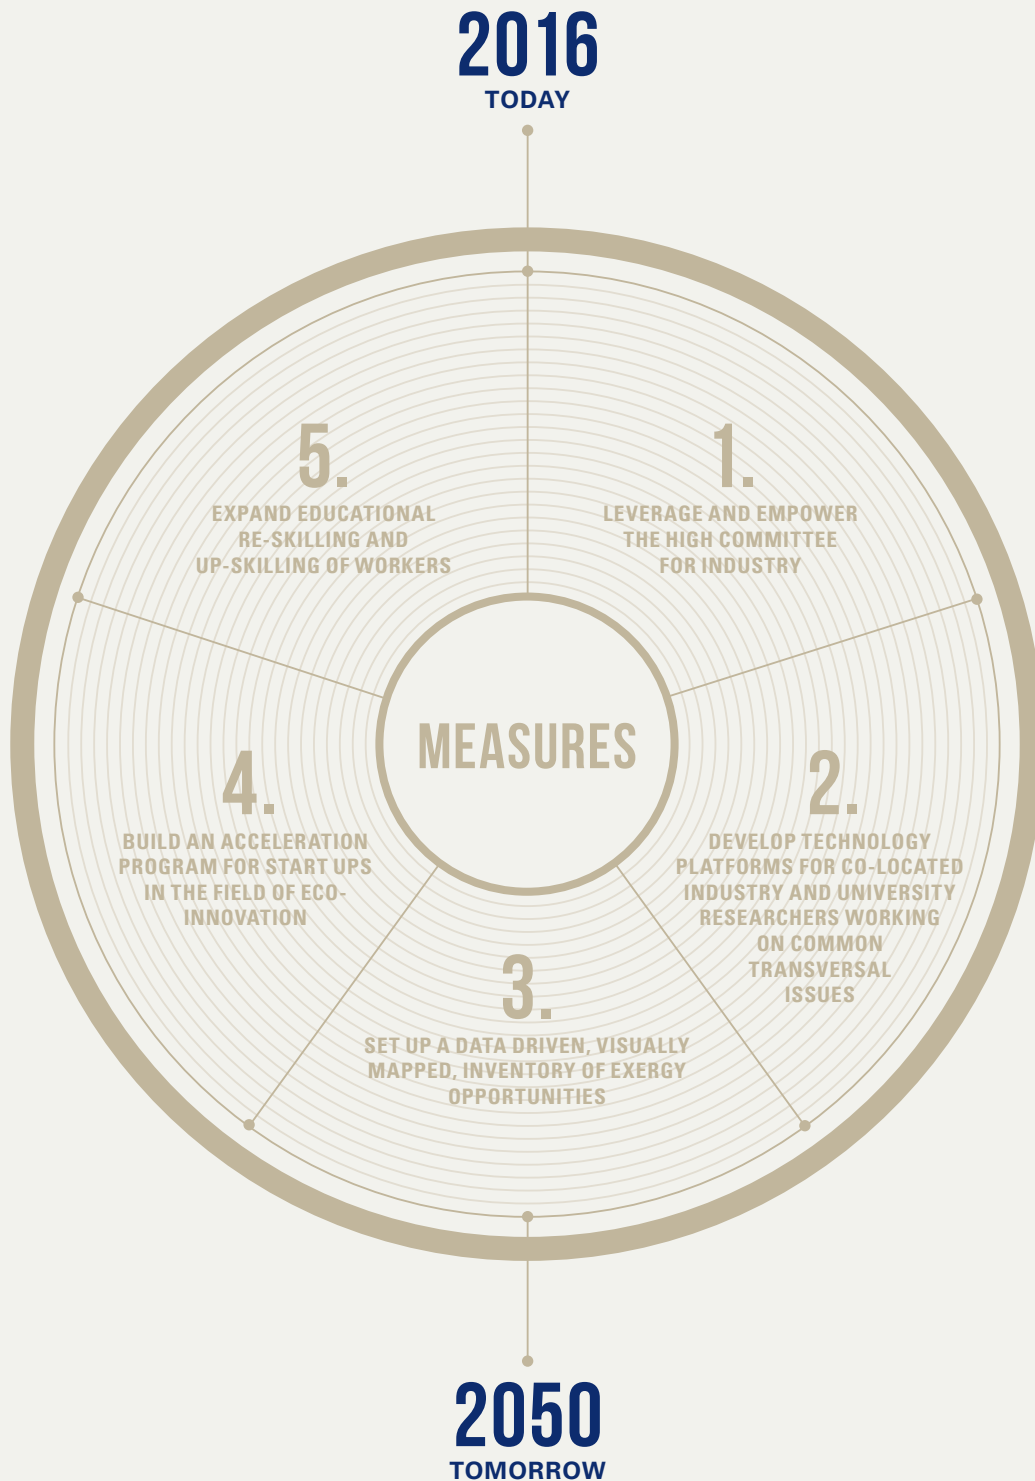 2016
TODAY
5.
EXPAND EDUCATIONAL
RE-SKILLING AND
UP-SKILLING OF WORKERS
1.
LEVERAGE AND EMPOWER
THE HIGH COMMITTEE
FOR INDUSTRY
MEASURES
4.
BUILD AN ACCELERATION
PROGRAM FOR START UPS
IN THE FIELD OF ECO-
INNOVATION
2.
DEVELOP TECHNOLOGY
PLATFORMS FOR CO-LOCATED
INDUSTRY AND UNIVERSITY
RESEARCHERS WORKING
ON COMMON
TRANSVERSAL
ISSUES
3.
SET UP A DATA DRIVEN, VISUALLY
MAPPED, INVENTORY OF EXERGY
OPPORTUNITIES
2050
TOMORROW